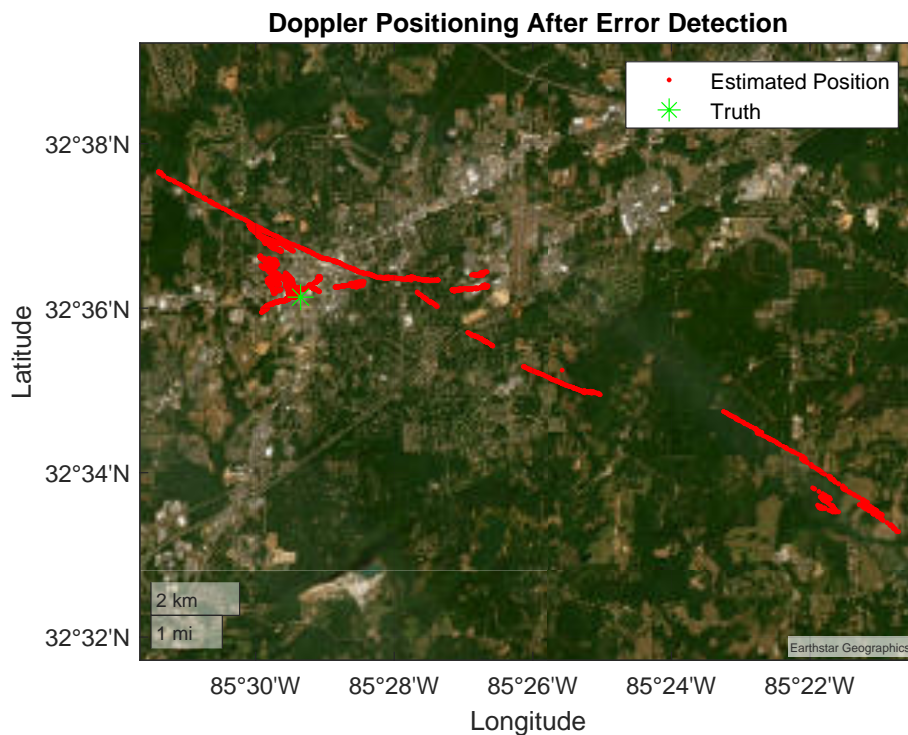 Doppler Positioning After Error Detection
Estimated Position
Truth
32°38'N
32°36'N
32°34'N
32°32'N
Latitude
2 km
1 mi
Earthstar Geographics
85°30'W
85°28'W
85°26'W
85°24'W
85°22'W
Longitude